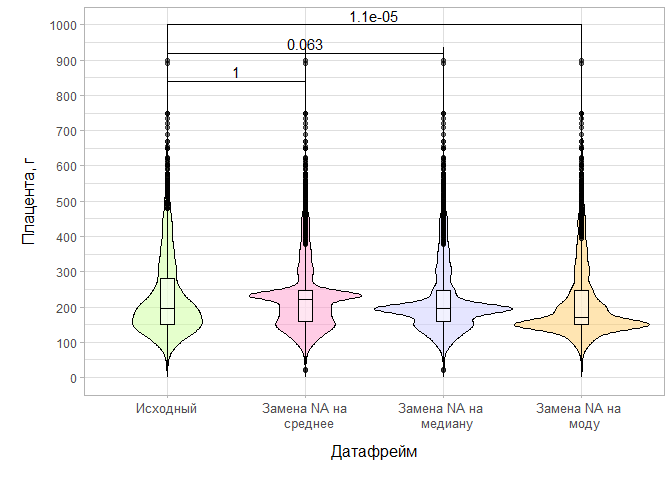 1.1e-05
0.063
1
1000
900
800
700
600
500
400
300
200
100
0
Плацента, г
Исходный
Замена NA на
среднее
Замена NA на
медиану
Замена NA на
моду
Датафрейм